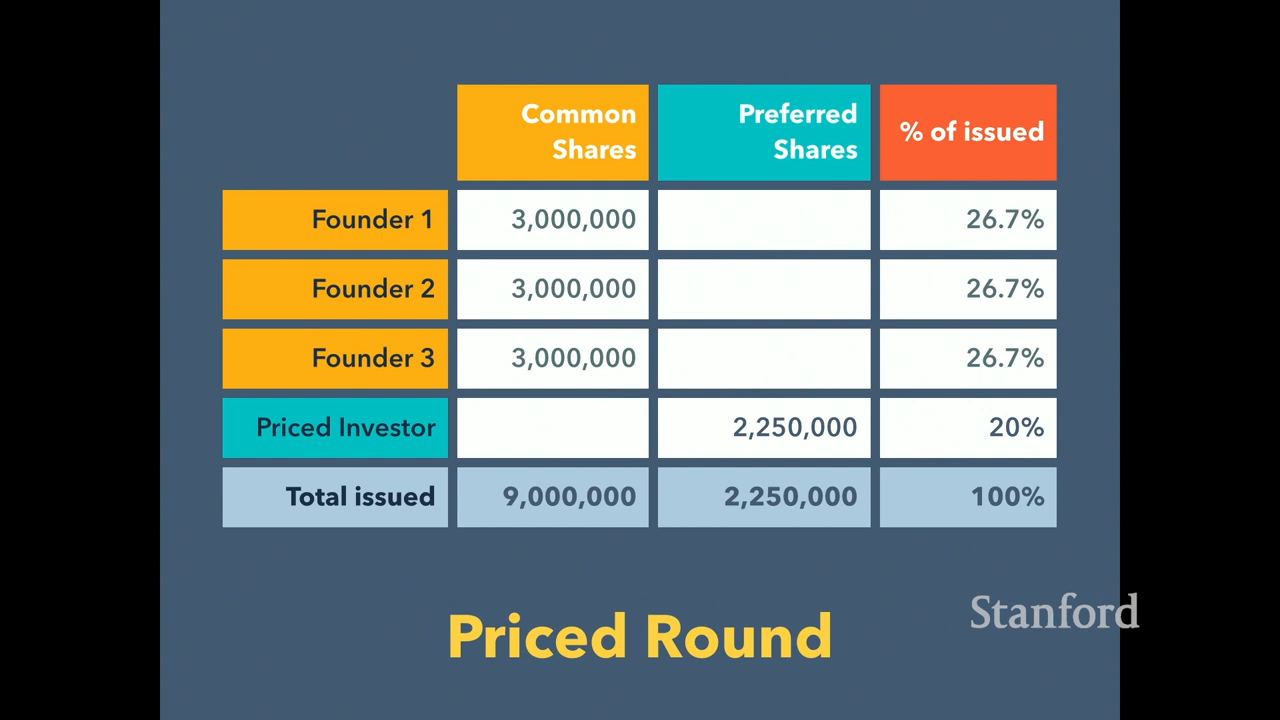 Common
Shares
Preferred
Shares
% of issued
Founder 1
3,000,000
26.7%
Founder 2
3,000,000
26.7%
Founder 3
3,000,000
26.7%
Priced Investor
2,250,000
20%
Total issued
9,000,000
2,250,000
100%
Priced Round
Stanford